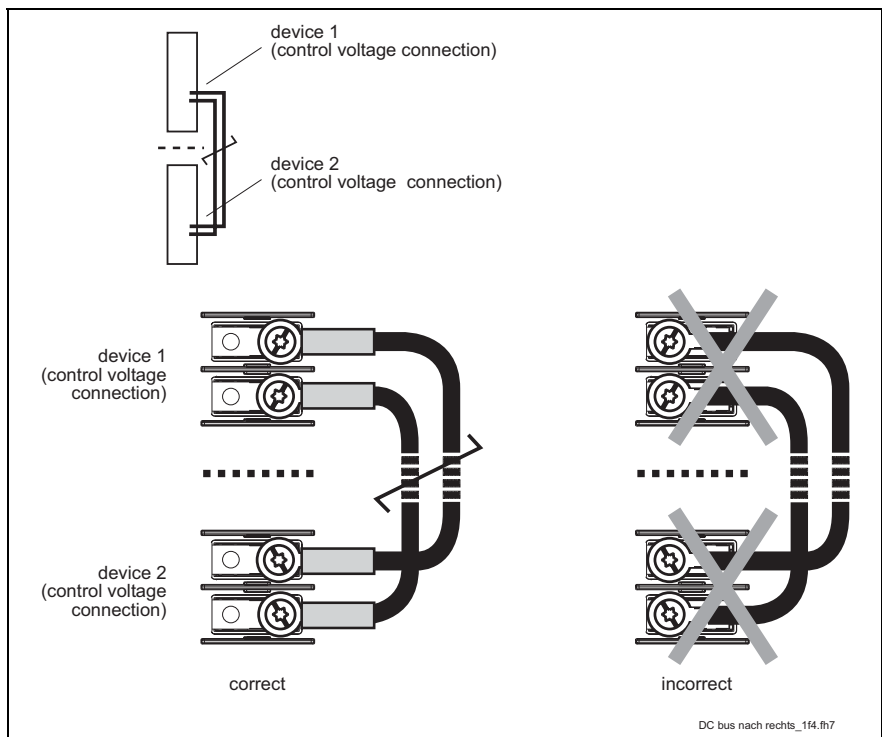 device 1
(control voltage connection)
device 2
(control voltage connection)
device 1
(control voltage
connection)
device 2
(control voltage
connection)
correct
incorrect
DC bus nach rechts_1f4.fh7